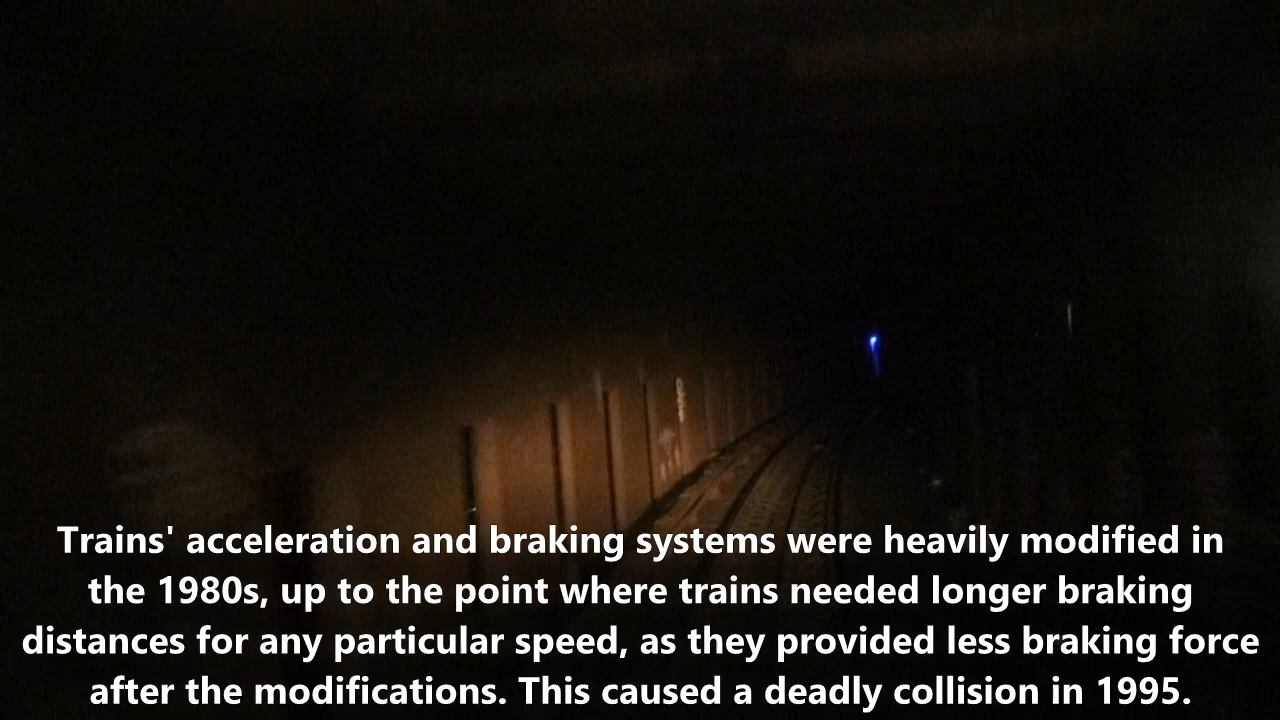 Trains' acceleration and braking systems were heavily modified in
the 1980s, up to the point where trains needed longer braking
distances for any particular speed, as they provided less braking force
after the modifications. This caused a deadly collision in 1995.